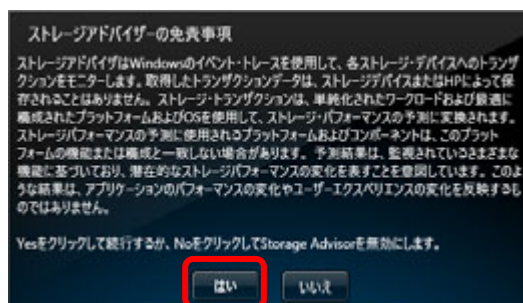 ストレージアドバイザーの免責事項
ストレージアドバイザはWindowsのイベント・トレースを使用して、各ストレージ・デバイスへのトランザ
クションをモニターします。取得したトランザクションデータは、ストレージデバイスまたはHPによって保
存されることはありません。ストレージ・トランザクションは、単純化されたワークロードおよび最適に
構成されたプラットフォームおよびOSを使用して、ストレージ・パフォーマンスの予測に変換されます。
ストレージパフォーマンスの予測に使用されるプラットフォームおよびコンポーネントは、このプラット
フォームの機能または構成と一致しない場合があります。予測結果は、監視されているさまざまな
機能に基づいており、潜在的なストレージパフォーマンスの変化を表すことを意図しています。このよ
うな結果は、アプリケーションのパフォーマンスの変化やユーザーエクスペリエンスの変化を反映するも
のではありません。
Yesをクリックして続行するか、NoをクリックしてStorage Advisorを無効にします。
はい
いいえ